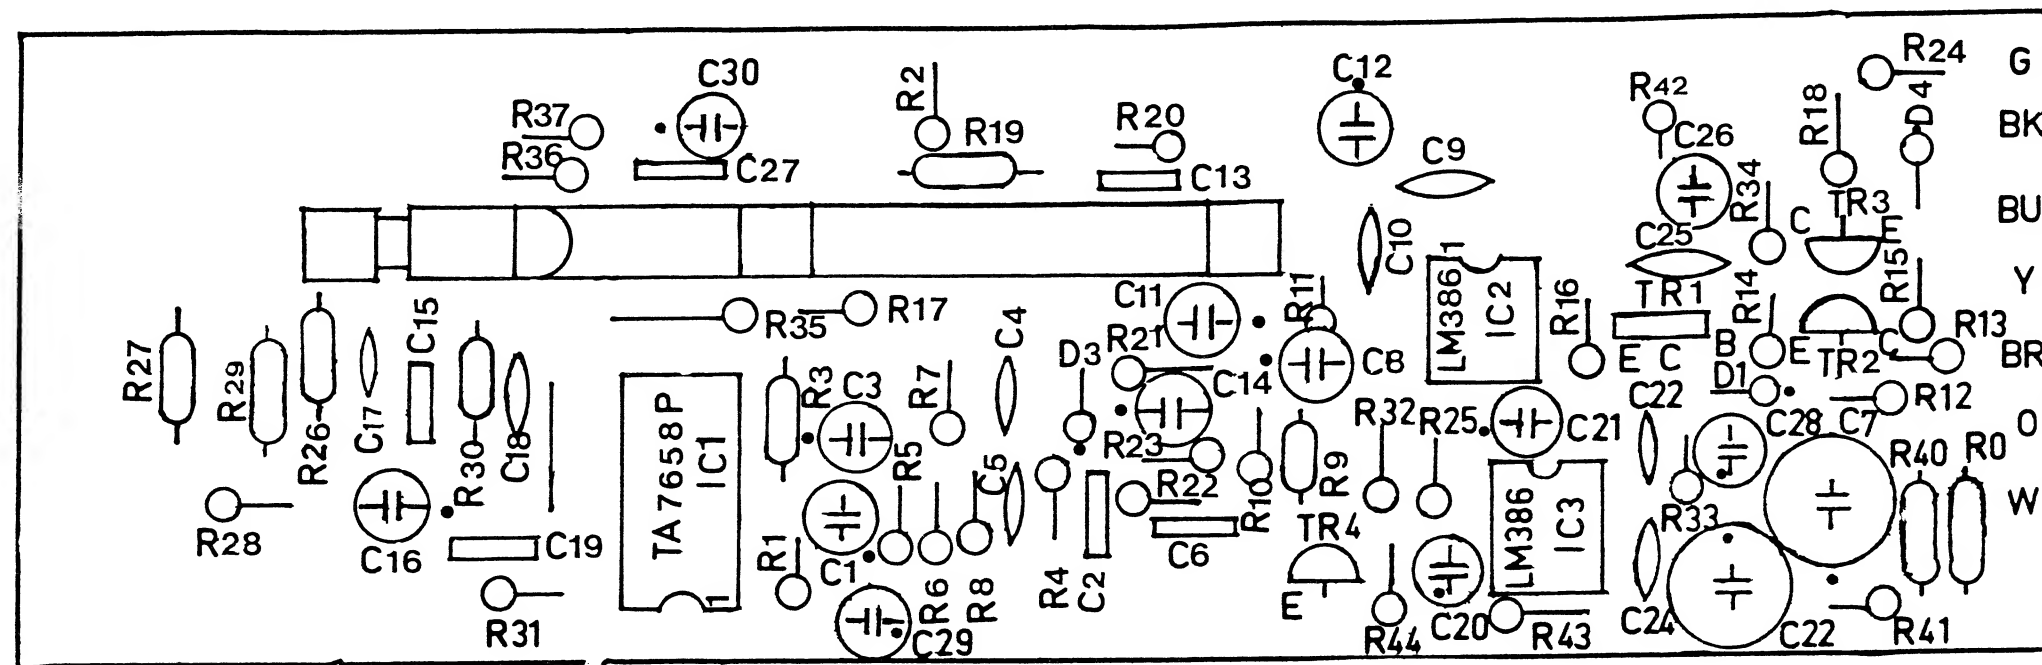 R24
G
C30
C12
R2
R42
D4
R37
R20
R19
R18
C26
BK
R36
C27
C13
C9
R34
TR3
C
E
BU
C25
C10
1
LM386
IC2
R16
TR1
R14
R15
Y
C11
R11
C4
C15
R35
R17
R21
D3
C14
C8
E C
B
E
TR2
C
R13
BR
R27
R29
R26
C17
R30
C18
R3
C3
R7
D1
C22
R12
C28
C7
O
R32
R25
C21
R23
R5
C5
TA7658P
IC1
1
R22
R10
R9
R40
R0
W
R28
C16
C19
R1
C1
C6
TR4
E
LM386
IC3
R33
R4
C2
R6
R8
C29
R31
R44
C20
R43
C24
C22
R41